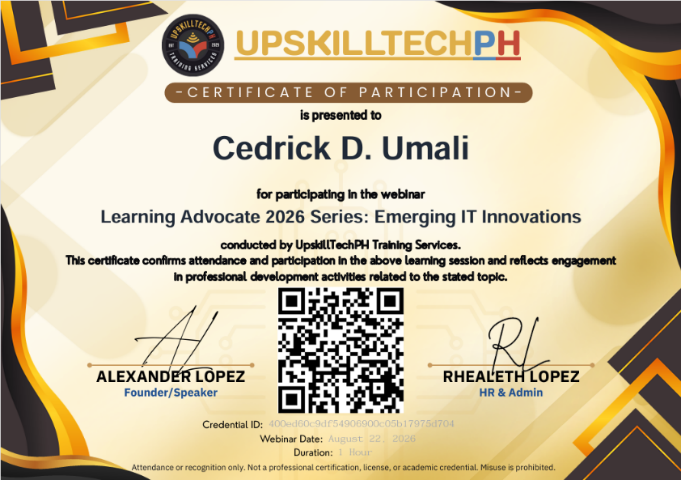 UPSKILLTECHPH
TRAINING SERVICES
UPSKILLTECHPH
-CERTIFICATE OF PARTICIPATION-
is presented to
Cedrick D. Umali
for participating in the webinar
Learning Advocate 2026 Series: Emerging IT Innovations
conducted by UpskillTechPH Training Services.
This certificate confirms attendance and participation in the above learning session and reflects engagement
in professional development activities related to the stated topic.
ALEXANDER LOPEZ
Founder/Speaker
RHEALETH LOPEZ
HR & Admin
Credential ID: 400ed60c9df54906900c05b17975d704
Webinar Date: August 22, 2026
Duration: 1 Hour
Attendance or recognition only. Not a professional certification, license, or academic credential. Misuse is prohibited.